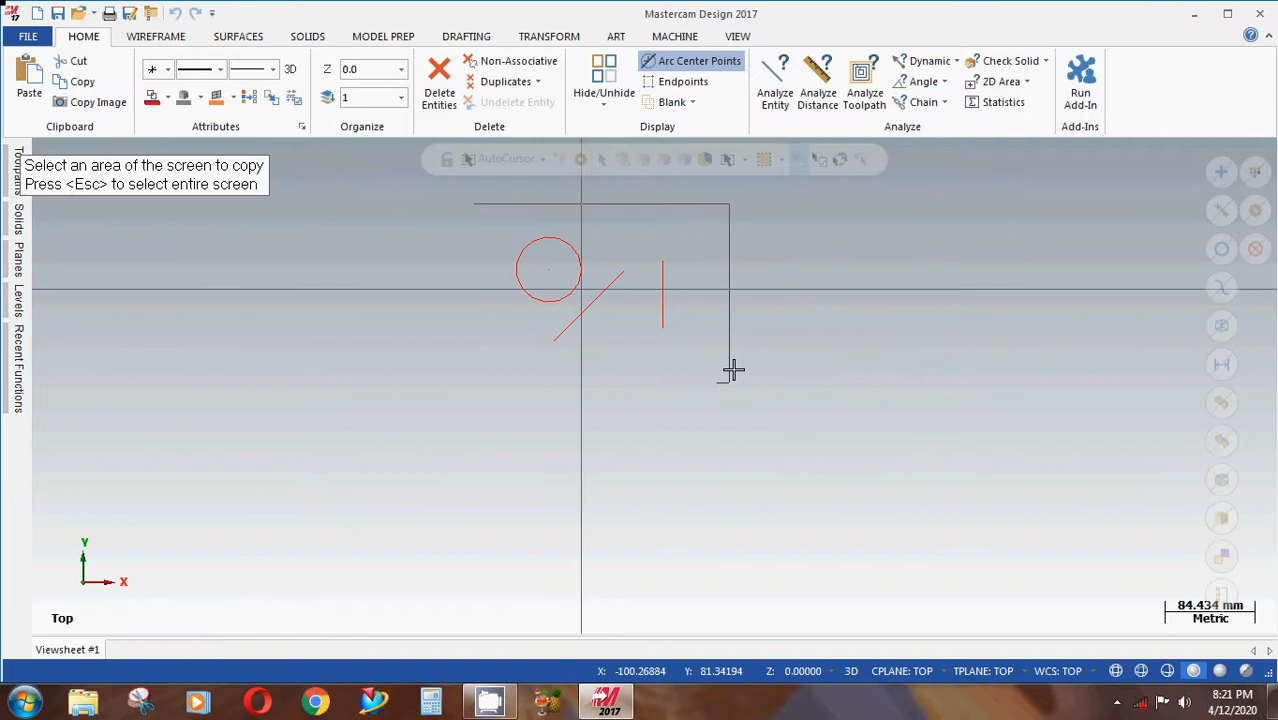 17
Mastercam Design 2017
FILE
HOME
WIREFRAME
SURFACES
SOLIDS
MODEL PREP
DRAFTING
TRANSFORM
ART
MACHINE
VIEW
Paste
Cut
Copy
Copy Image
Clipboard
3D
Attributes
Z 0.0
1
Organize
Delete Entities
Non-Associative
Duplicates
Undelete Entity
Delete
Hide/Unhide
Arc Center Points
Endpoints
Blank
Display
Analyze Entity
Analyze Distance
Analyze Toolpath
Dynamic
Angle
Chain
Check Solid
2D Area
Statistics
Analyze
Run Add-In
Add-Ins
Select an area of the screen to copy
Press <Esc> to select entire screen
AutoCursor
Toolpaths
Solids
Planes
Levels
Recent Functions
Y
X
Top
84.434 mm
Metric
Viewsheet #1
X: -100.26884 Y: 81.34194 Z: 0.00000 3D CPLANE: TOP TPLANE: TOP WCS: TOP
2017
8:21 PM
4/12/2020